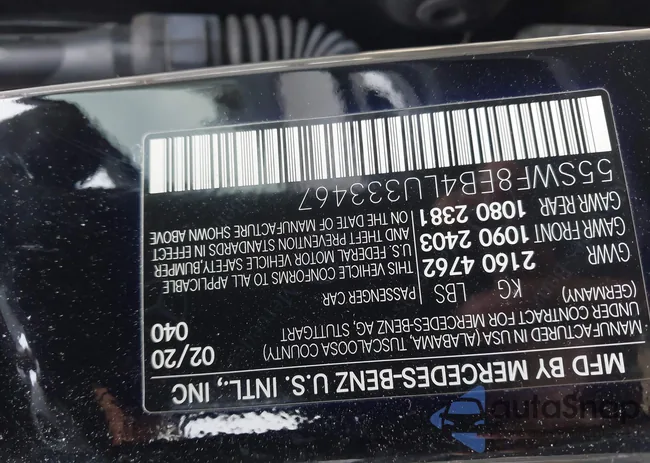 MFD BY MERCEDES-BENZ U.S. INTL., INC
MANUFACTURED IN USA (ALABAMA, TUSCALOOSA COUNTY)
UNDER CONTRACT FOR MERCEDES-BENZ AG, STUTTGART
(GERMANY)
02/20
040
KG LBS
GVWR 2160 4762
GAWR FRONT 1090 2403
GAWR REAR 1080 2381
PASSENGER CAR
THIS VEHICLE CONFORMS TO ALL APPLICABLE
U.S. FEDERAL MOTOR VEHICLE SAFETY,BUMPER
AND THEFT PREVENTION STANDARDS IN EFFECT
ON THE DATE OF MANUFACTURE SHOWN ABOVE
55SWF8EB4LU333467
autoSnap